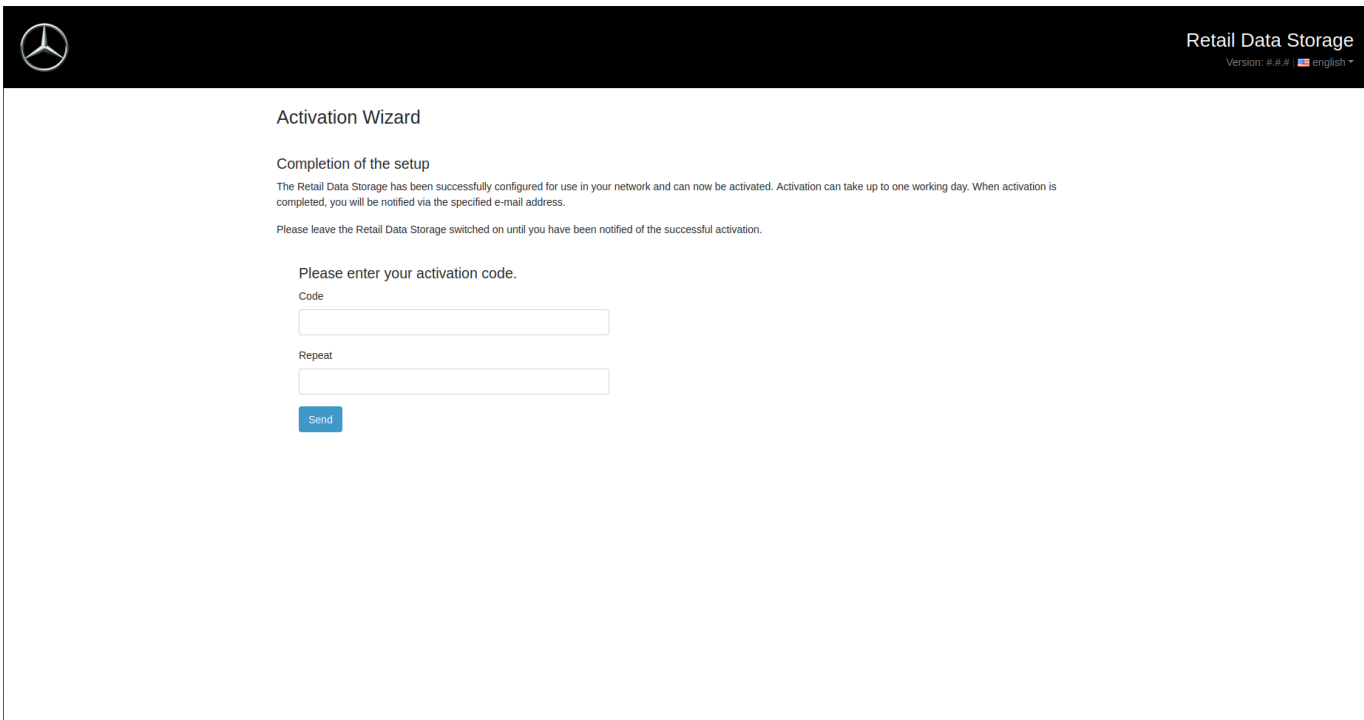 Retail Data Storage
Version: #.#.# | english
Activation Wizard
Completion of the setup
The Retail Data Storage has been successfully configured for use in your network and can now be activated. Activation can take up to one working day. When activation is
completed, you will be notified via the specified e-mail address.
Please leave the Retail Data Storage switched on until you have been notified of the successful activation.
Please enter your activation code.
Code
Repeat
Send